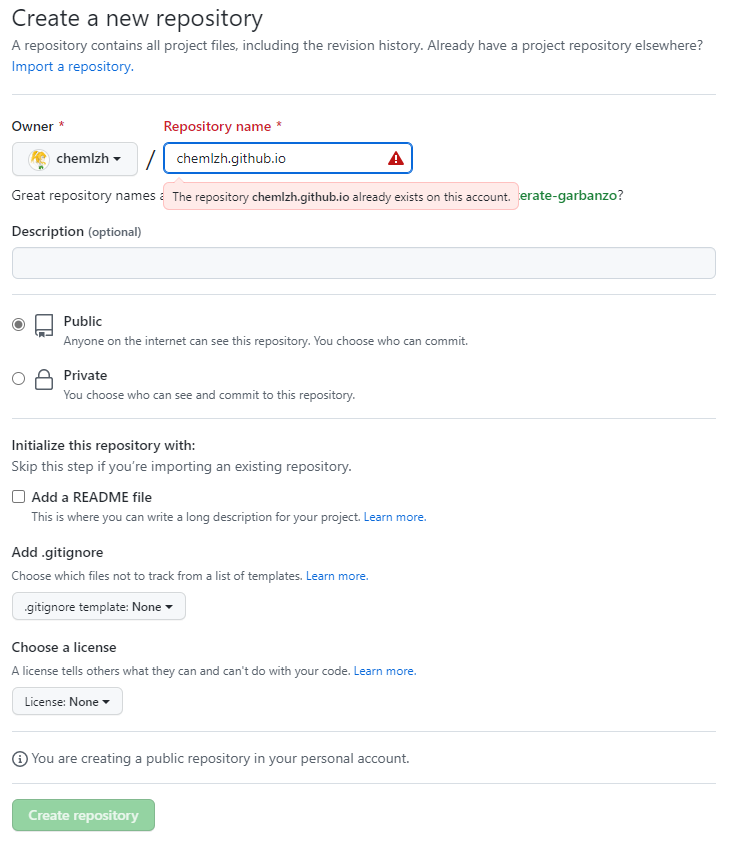 Create a new repository
A repository contains all project files, including the revision history. Already have a project repository elsewhere?
Import a repository.
Owner * Repository name *
chemlzh / chemlzh.github.io
The repository chemlzh.github.io already exists on this account.
Great repository names a erate-garbanzo?
Description (optional)
Public
Anyone on the internet can see this repository. You choose who can commit.
Private
You choose who can see and commit to this repository.
Initialize this repository with:
Skip this step if you’re importing an existing repository.
Add a README file
This is where you can write a long description for your project. Learn more.
Add .gitignore
Choose which files not to track from a list of templates. Learn more.
.gitignore template: None
Choose a license
A license tells others what they can and can't do with your code. Learn more.
License: None
You are creating a public repository in your personal account.
Create repository